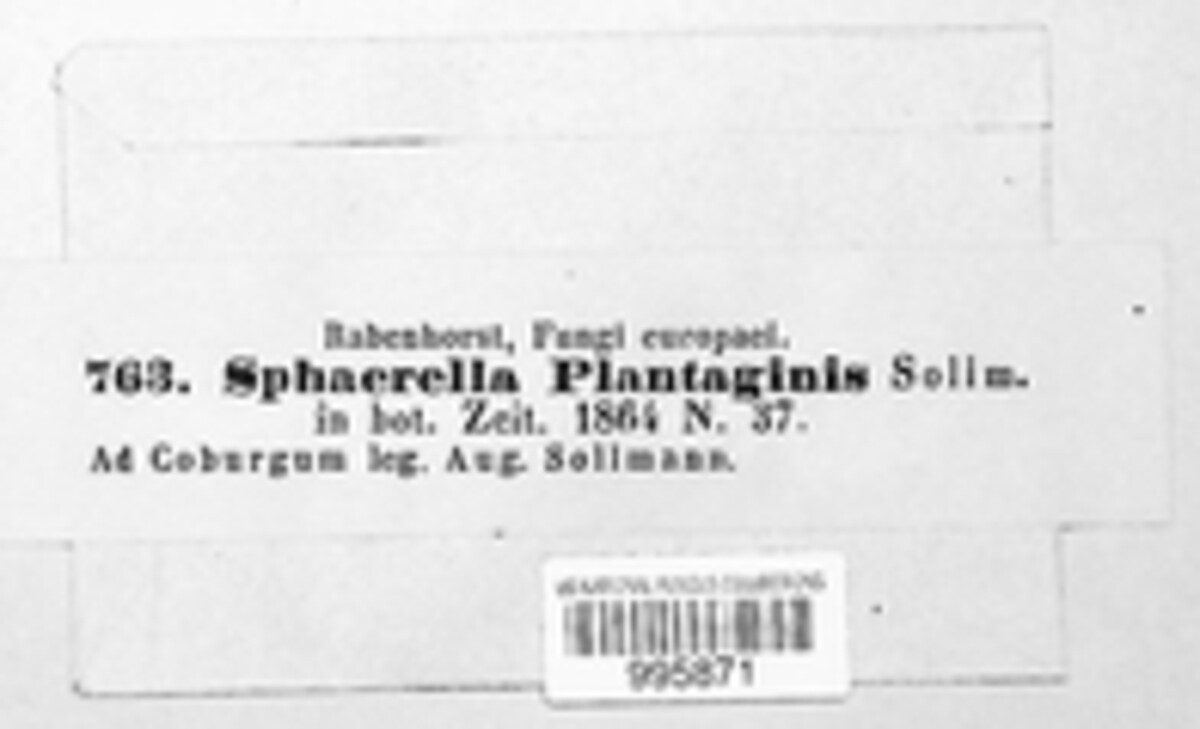 Rabenhorst, Fungi europaei.
763. Sphaerella Plantaginis Sollm.
in bot. Zeit. 1864 N. 37.
Ad Coburgum leg. Aug. Sollmann.
995871